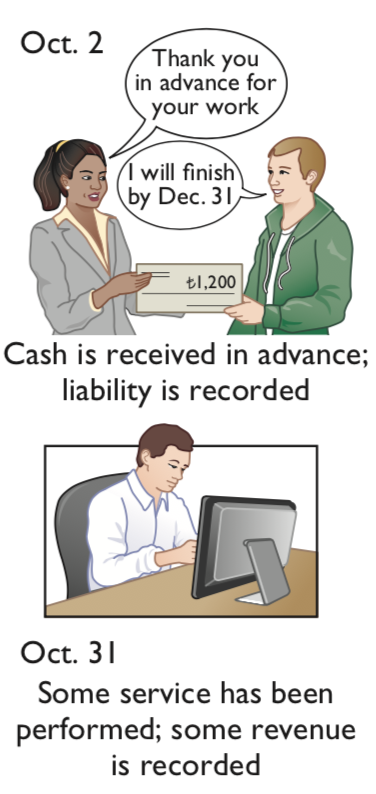 Oct. 2
Thank you
in advance for
your work
I will finish
by Dec. 31
₺1,200
Cash is received in advance;
liability is recorded
Oct. 31
Some service has been
performed; some revenue
is recorded